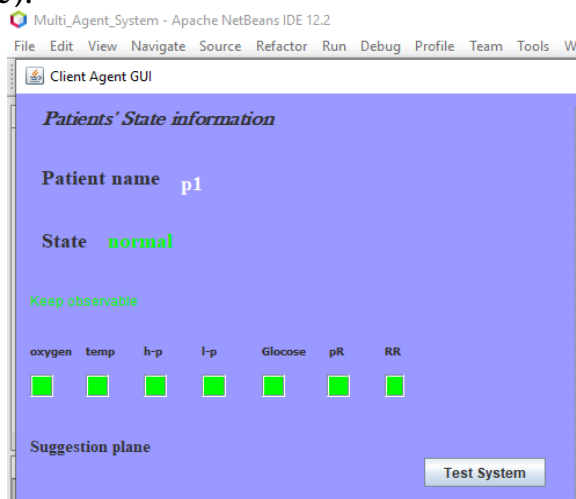 e).
Multi_Agent_System - Apache NetBeans IDE 12.2
File Edit View Navigate Source Refactor Run Debug Profile Team Tools W
Client Agent GUI
Patients' State information
Patient name p1
State normal
Keep observable
oxygen temp h-p l-p Glocose pR RR
Suggestion plane
Test System